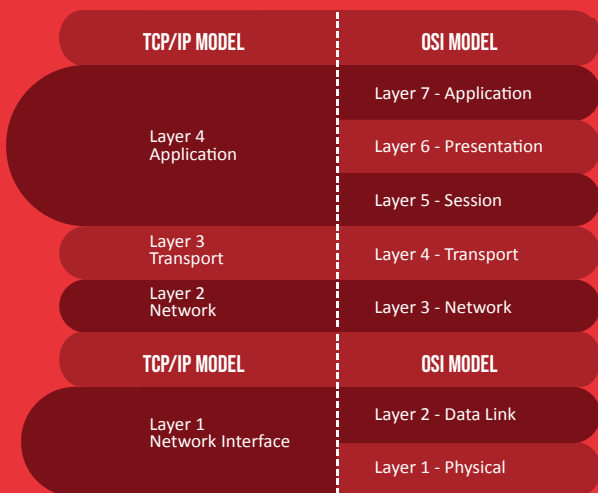 TCP/IP MODEL
OSI MODEL
Layer 4
Application
Layer 7 - Application
Layer 6 - Presentation
Layer 5 - Session
Layer 3
Transport
Layer 4 - Transport
Layer 2
Network
Layer 3 - Network
TCP/IP MODEL
OSI MODEL
Layer 1
Network Interface
Layer 2 - Data Link
Layer 1 - Physical